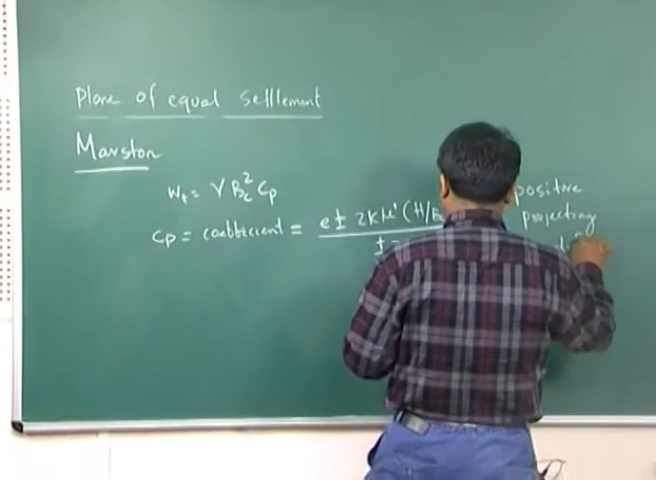 Plane of equal settlement
Marston
Wt = γ Bc² Cp
positive
Cp = coefficient = e± 2Kμ' (H/Bc
projecting
±